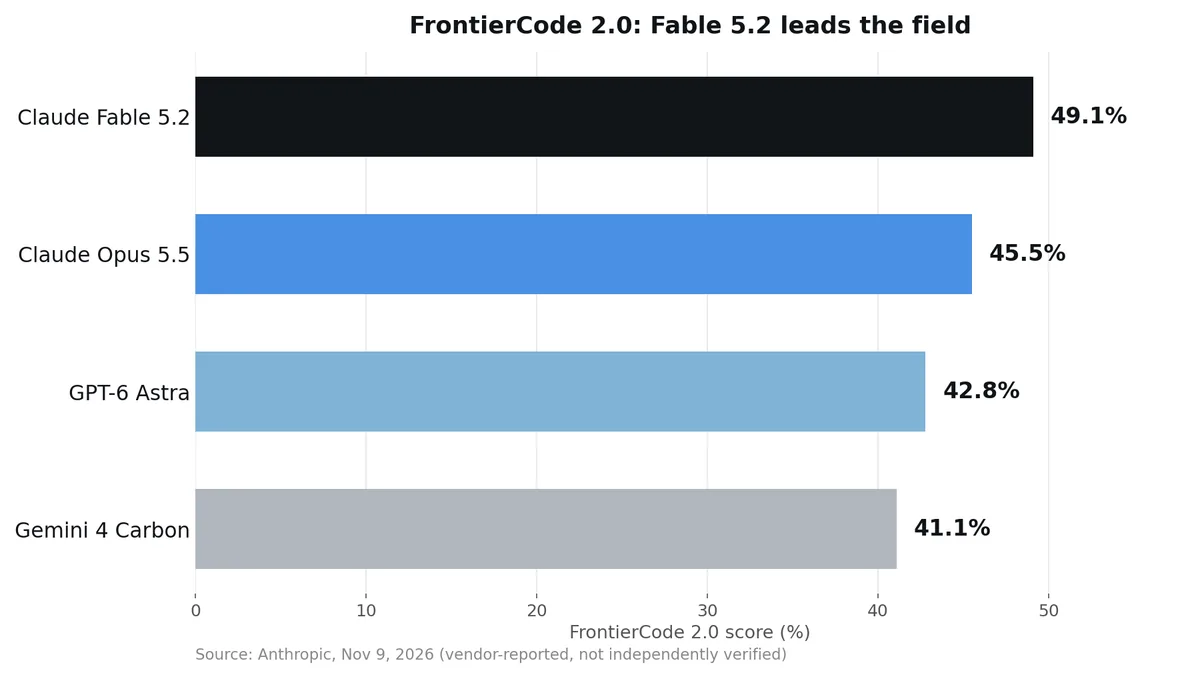 FrontierCode 2.0: Fable 5.2 leads the field
Claude Fable 5.2
49.1%
Claude Opus 5.5
45.5%
GPT-6 Astra
42.8%
Gemini 4 Carbon
41.1%
0 10 20 30 40 50
FrontierCode 2.0 score (%)
Source: Anthropic, Nov 9, 2026 (vendor-reported, not independently verified)